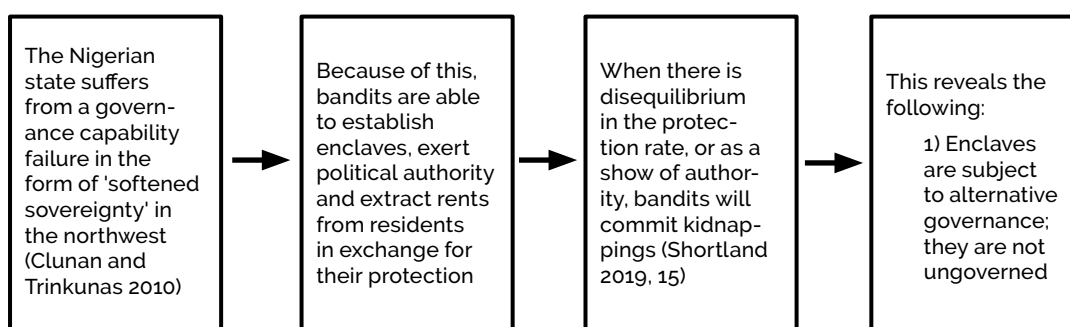 The Nigerian
state suffers
from a govern-
ance capability
failure in the
form of 'softened
sovereignty' in
the northwest
(Clunan and
Trinkunas 2010)
Because of this,
bandits are able
to establish
enclaves, exert
political authority
and extract rents
from residents
in exchange for
their protection
When there is
disequilibrium
in the protec-
tion rate, or as a
show of author-
ity, bandits will
commit kidnap-
pings (Shortland
2019, 15)
This reveals the
following:
1) Enclaves
are subject
to alternative
governance;
they are not
ungoverned